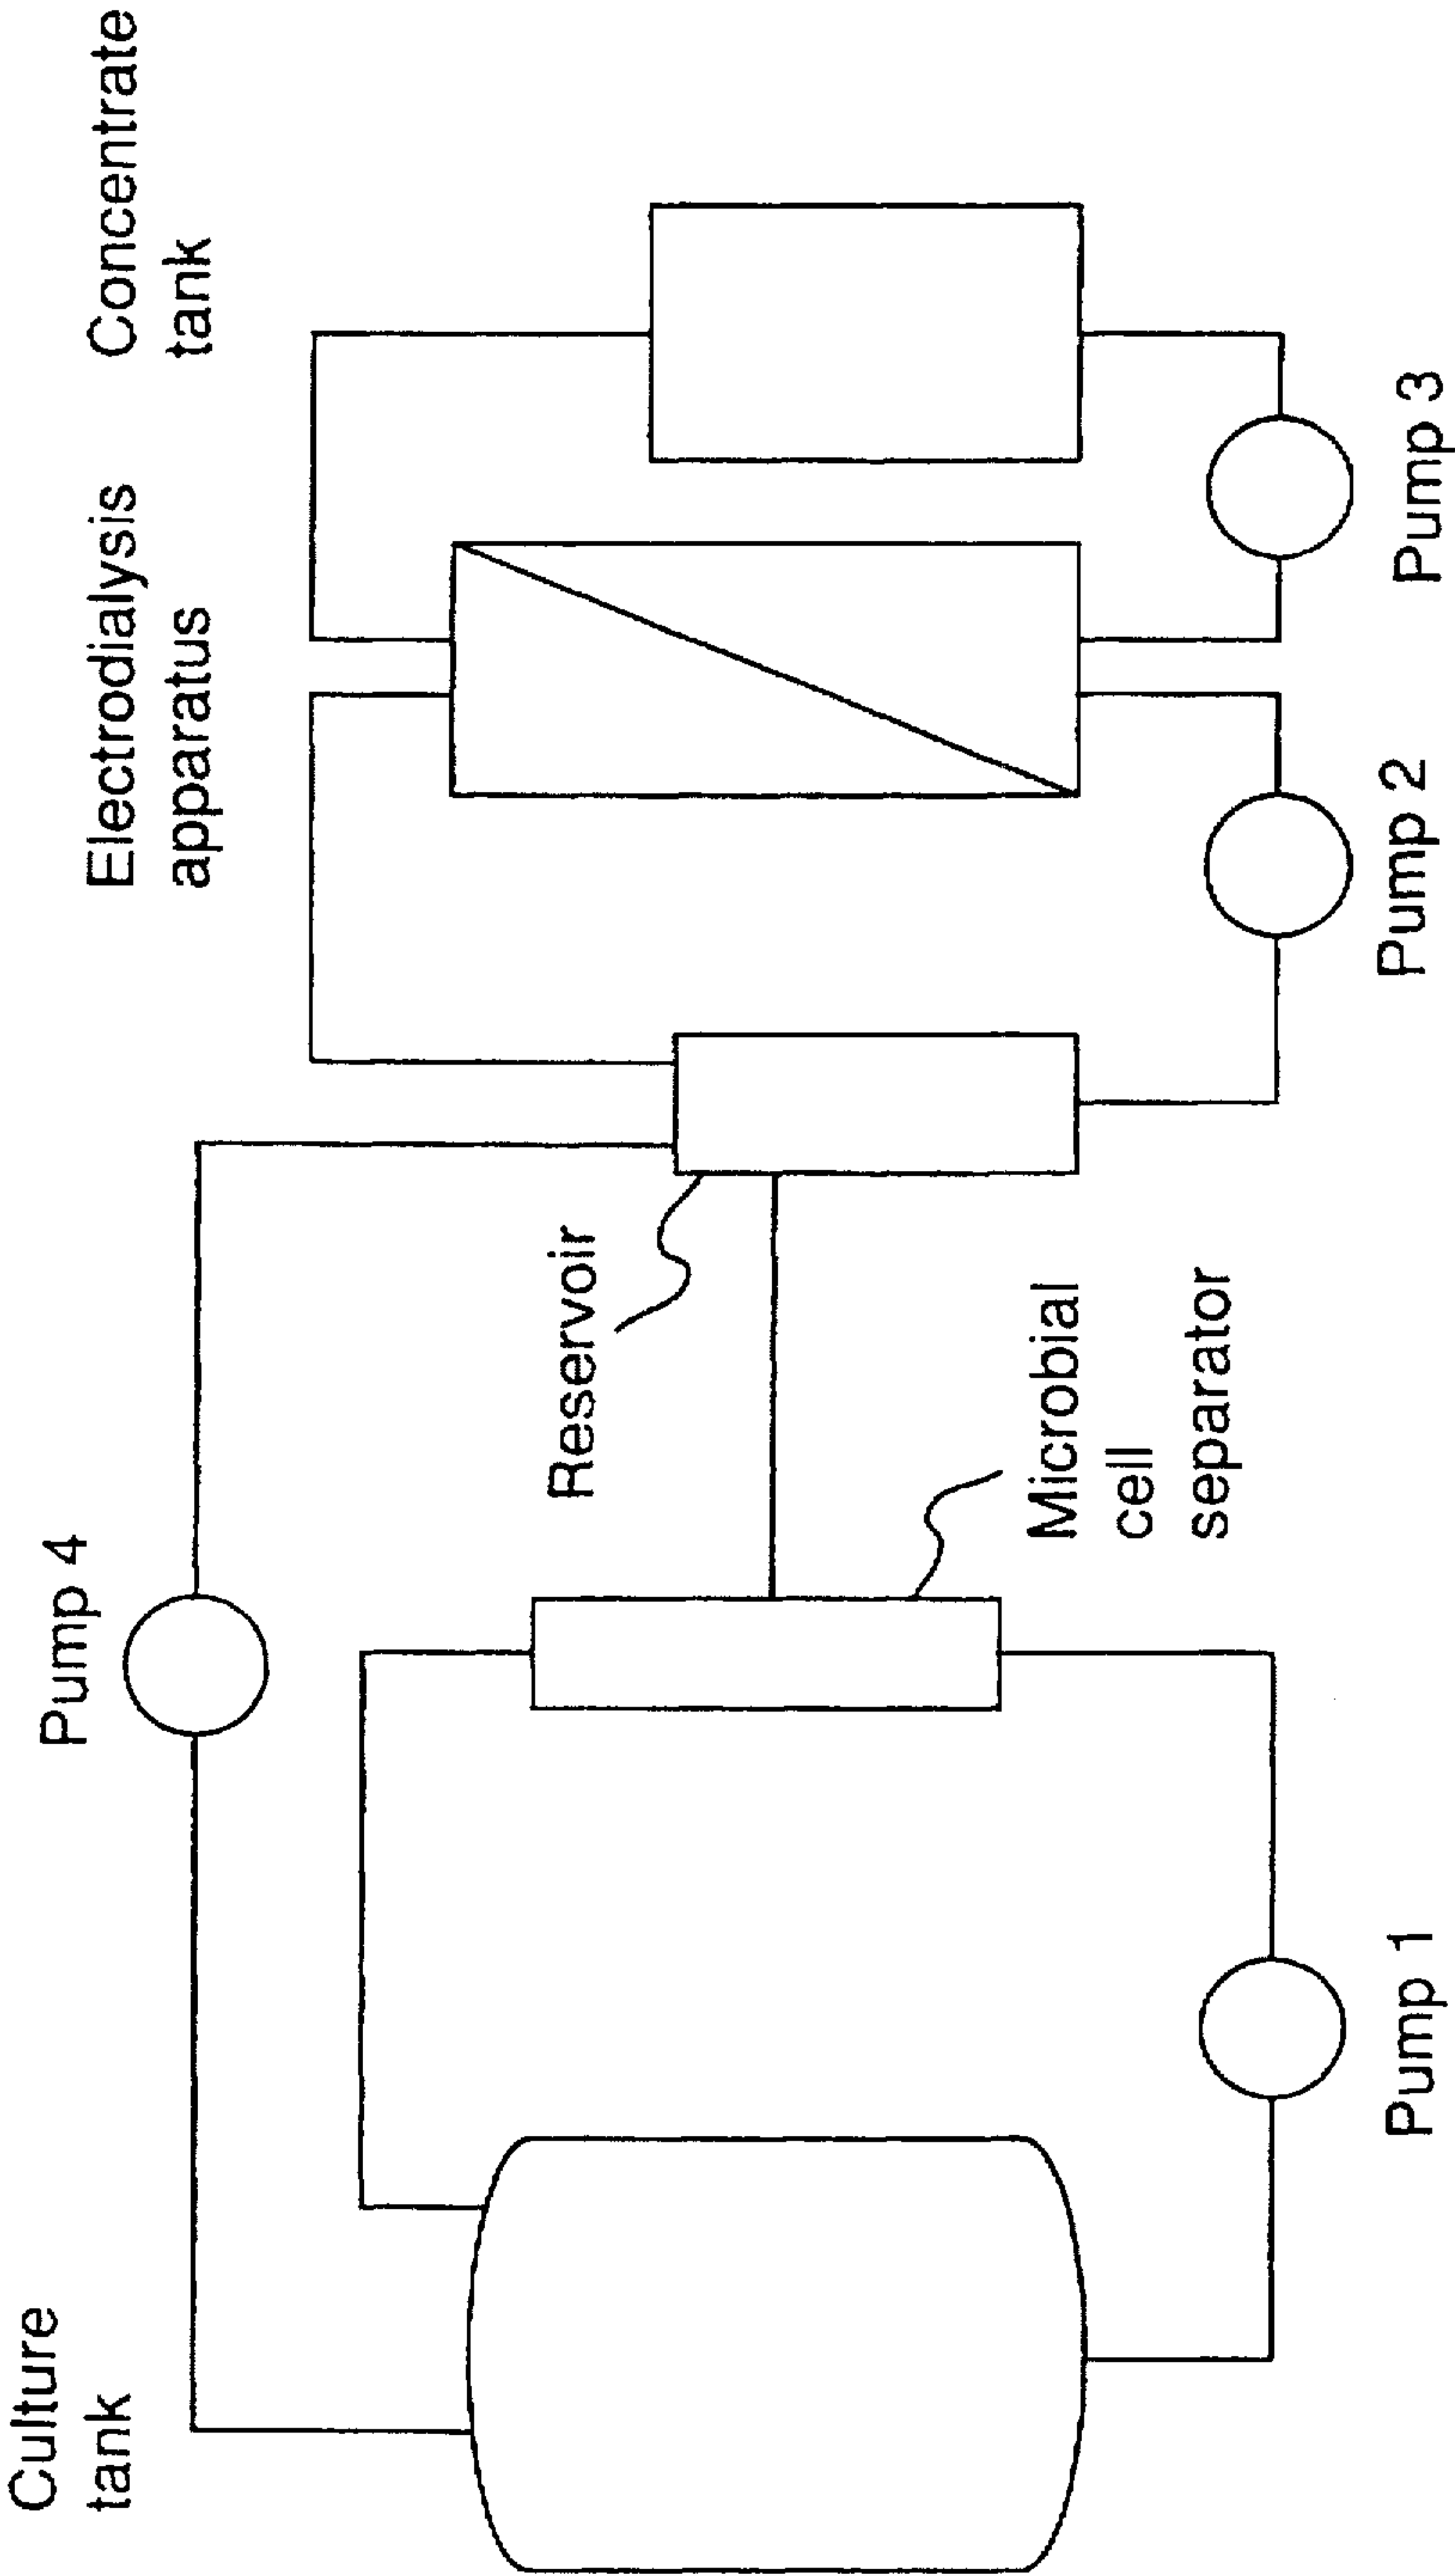 Culture
tank
Pump 4
Electrodialysis
apparatus
Concentrate
tank
Reservoir
Microbial
cell
separator
Pump 1
Pump 2
Pump 3